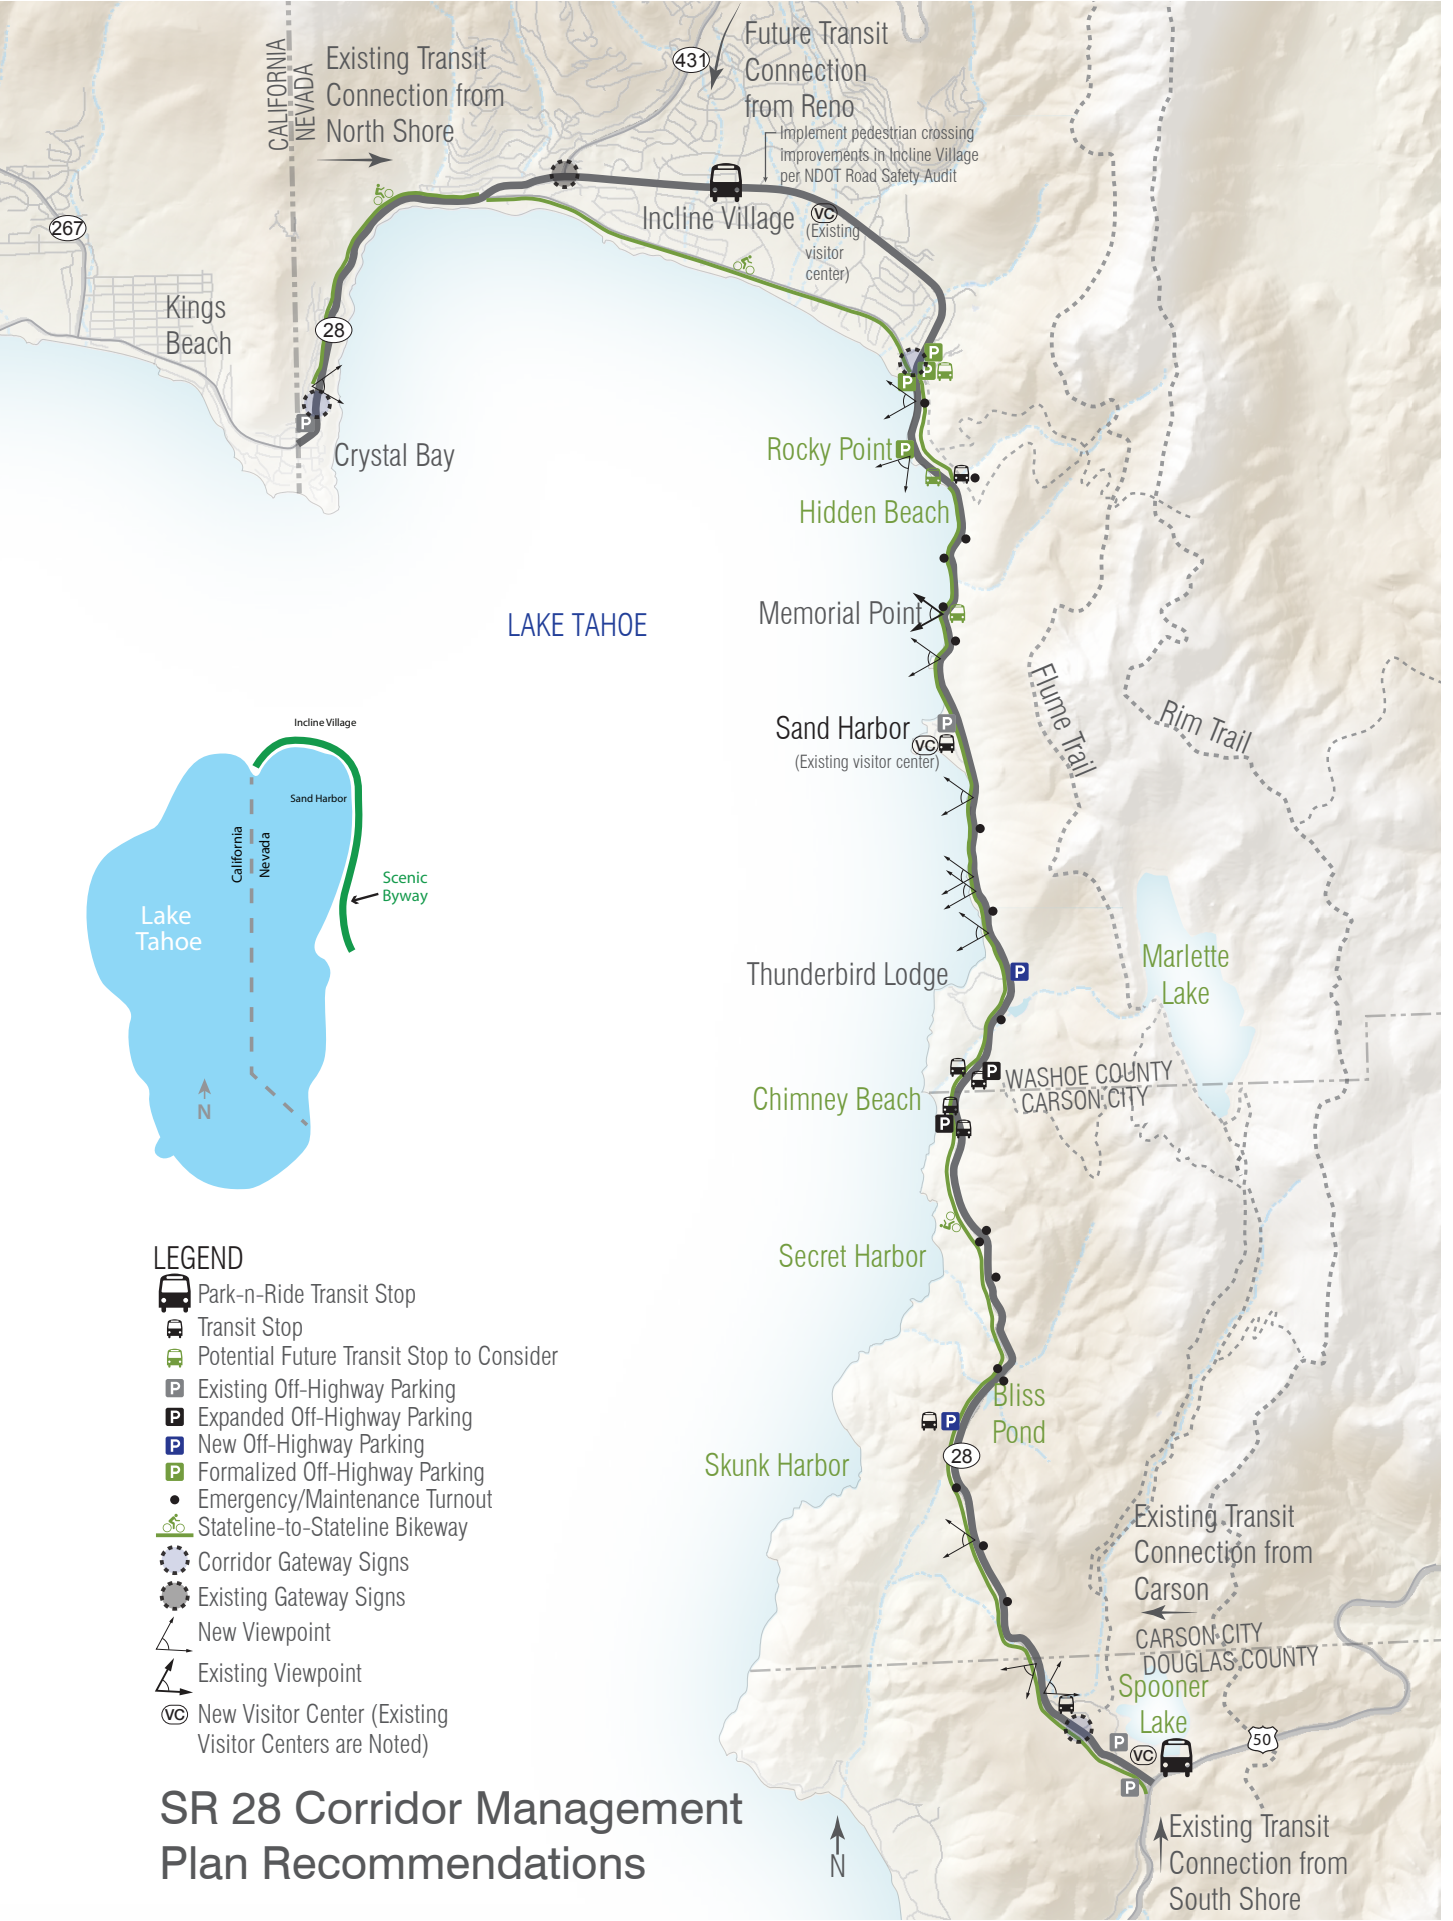 CALIFORNIA
NEVADA
Existing Transit
Connection from
North Shore
431
Future Transit
Connection
from Reno
Implement pedestrian crossing
improvements in Incline Village
per NDOT Road Safety Audit
267
Incline Village
VC
(Existing
visitor
center)
Kings
Beach
28
P
P
P
P
Crystal Bay
Rocky Point
P
Hidden Beach
LAKE TAHOE
Memorial Point
Flume Trail
Rim Trail
Sand Harbor
P
VC
(Existing visitor center)
Incline Village
Sand Harbor
California
Nevada
Scenic
Byway
Lake
Tahoe
N
Thunderbird Lodge
P
Marlette
Lake
P
WASHOE COUNTY
CARSON CITY
Chimney Beach
P
Secret Harbor
Bliss
Pond
P
28
Skunk Harbor
Existing Transit
Connection from
Carson
CARSON CITY
DOUGLAS COUNTY
Spooner
Lake
P
VC
50
P
Existing Transit
Connection from
South Shore
N
LEGEND
Park-n-Ride Transit Stop
Transit Stop
Potential Future Transit Stop to Consider
P Existing Off-Highway Parking
P Expanded Off-Highway Parking
P New Off-Highway Parking
P Formalized Off-Highway Parking
Emergency/Maintenance Turnout
Stateline-to-Stateline Bikeway
Corridor Gateway Signs
Existing Gateway Signs
New Viewpoint
Existing Viewpoint
VC New Visitor Center (Existing
Visitor Centers are Noted)
SR 28 Corridor Management
Plan Recommendations